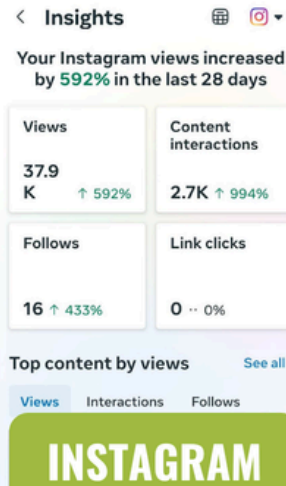 Insights
Your Instagram views increased
by 592% in the last 28 days
Views
37.9
K ↑ 592%
Content
interactions
2.7K ↑ 994%
Follows
16 ↑ 433%
Link clicks
0 ·· 0%
Top content by views See all
Views Interactions Follows
INSTAGRAM